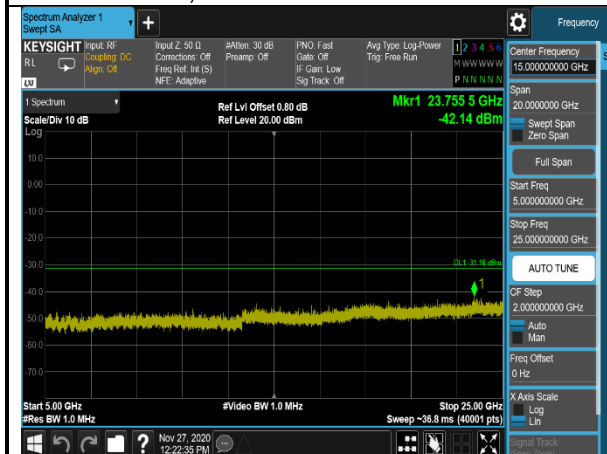 Spectrum Analyzer 1
Swept SA
+
Frequency
KEYSIGHT
RL
LXI
Input: RF
Coupling: DC
Align: Off
Input Z: 50 Ω
Corrections: Off
Freq Ref: Int (S)
NFE: Adaptive
#Atten: 30 dB
Preamp: Off
PNO: Fast
Gate: Off
IF Gain: Low
Sig Track: Off
Avg Type: Log-Power
Trig: Free Run
1 2 3 4 5 6
M W W W W W
P N N N N N
1 Spectrum
Scale/Div 10 dB
Log
Ref Lvl Offset 0.80 dB
Ref Level 20.00 dBm
Mkr1 23.755 5 GHz
-42.14 dBm
10.0
0.00
-10.0
-20.0
-30.0
-40.0
-50.0
-60.0
-70.0
DL1 -31.16 dBm
1
Start 5.00 GHz
#Res BW 1.0 MHz
#Video BW 1.0 MHz
Stop 25.00 GHz
Sweep ~36.8 ms (40001 pts)
Nov 27, 2020
12:22:35 PM
?
Center Frequency
15.000000000 GHz
Span
20.0000000 GHz
Swept Span
Zero Span
Full Span
Start Freq
5.000000000 GHz
Stop Freq
25.000000000 GHz
AUTO TUNE
CF Step
2.000000000 GHz
Auto
Man
Freq Offset
0 Hz
X Axis Scale
Log
Lin
Signal Track